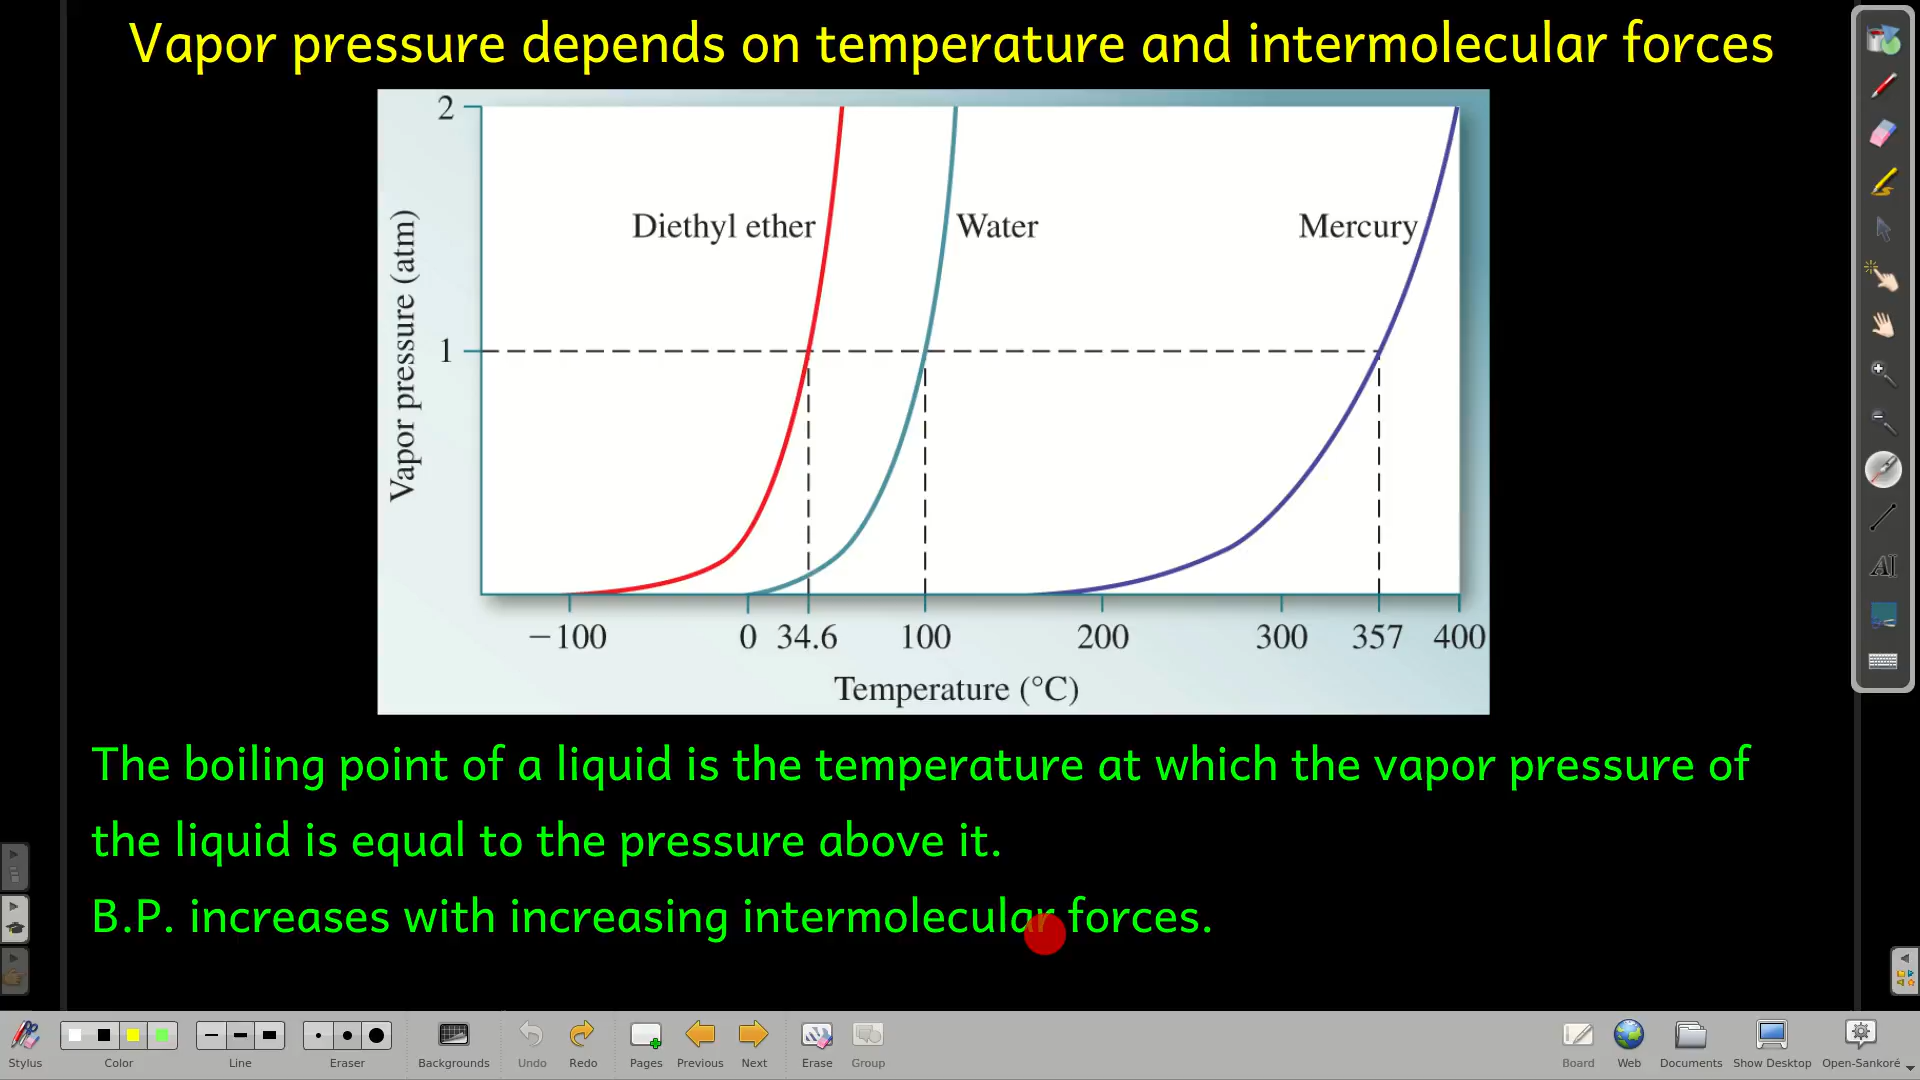 Vapor pressure depends on temperature and intermolecular forces
2
Diethyl ether Water Mercury
Vapor pressure (atm)
1
−100 0 34.6 100 200 300 357 400
Temperature (°C)
The boiling point of a liquid is the temperature at which the vapor pressure of
the liquid is equal to the pressure above it.
B.P. increases with increasing intermolecular forces.
Stylus Color Line Eraser Backgrounds Undo Redo Pages Previous Next Erase Group Board Web Documents Show Desktop Open-Sankoré